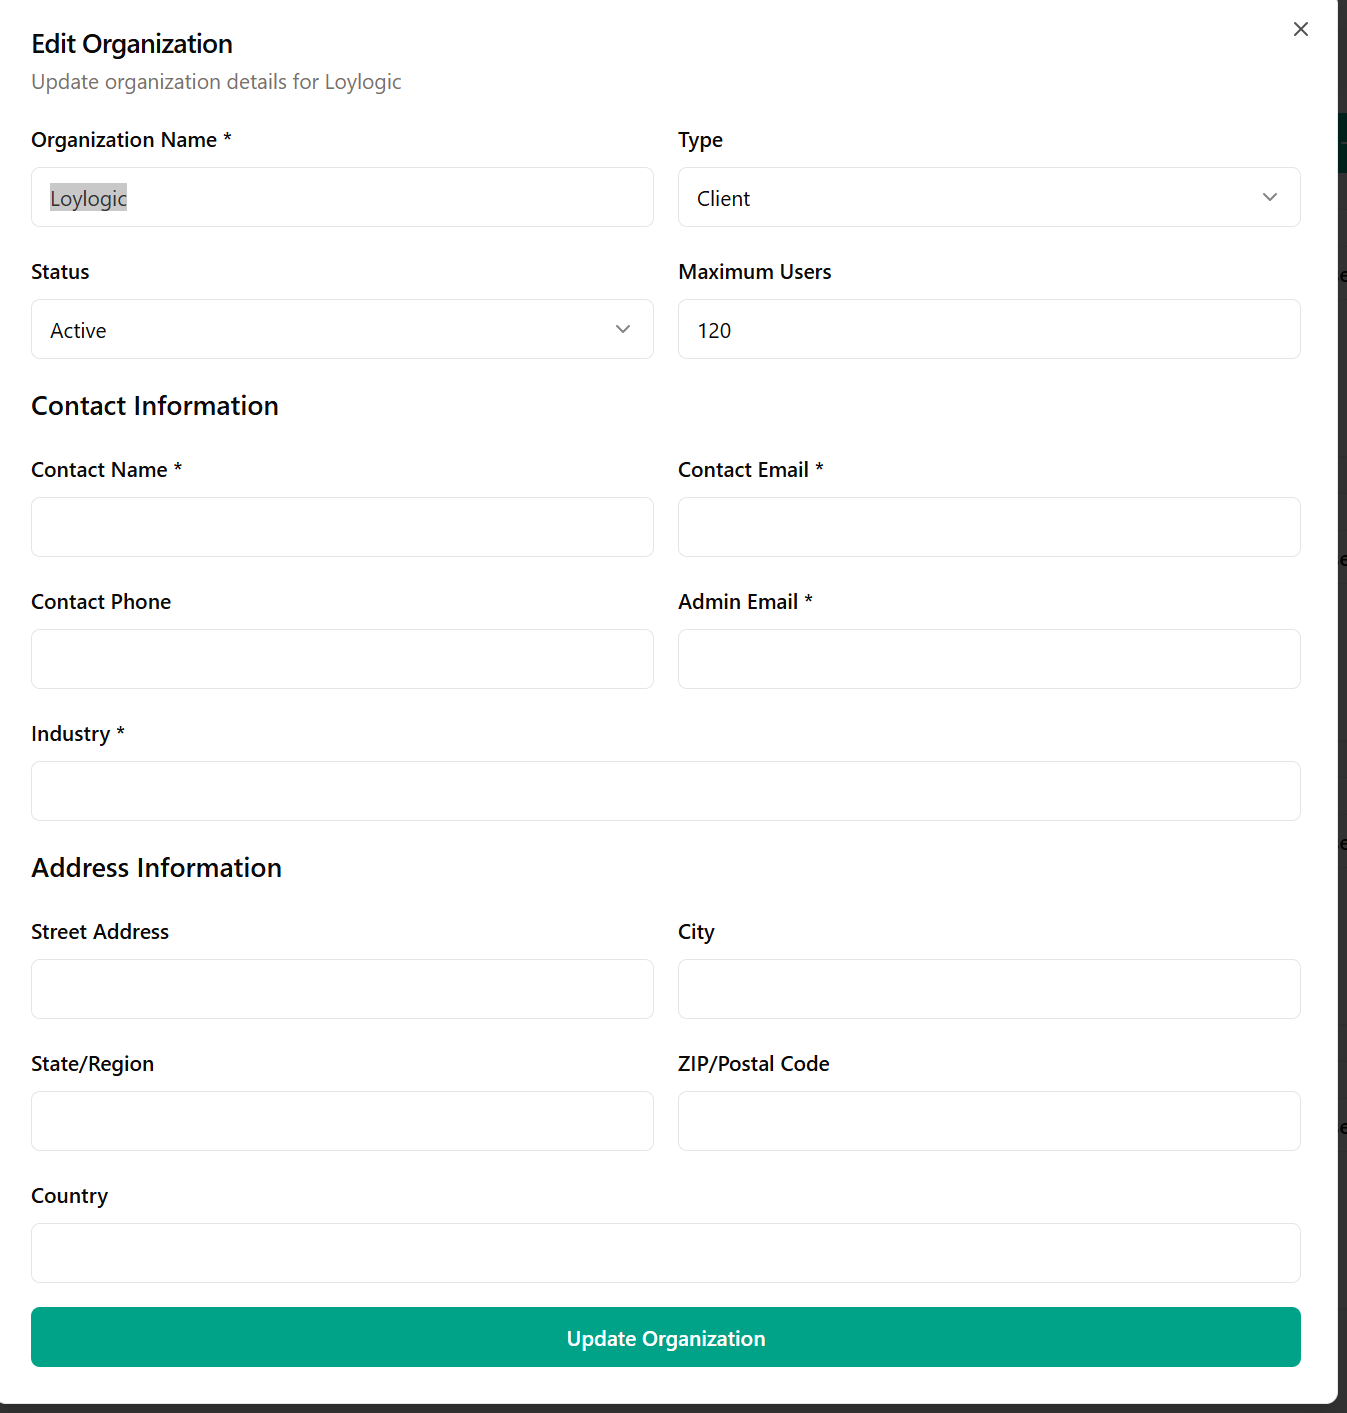 Edit Organization
Update organization details for Loylogic
Organization Name *
Type
Loylogic
Client
Status
Maximum Users
Active
120
Contact Information
Contact Name *
Contact Email *
Contact Phone
Admin Email *
Industry *
Address Information
Street Address
City
State/Region
ZIP/Postal Code
Country
Update Organization